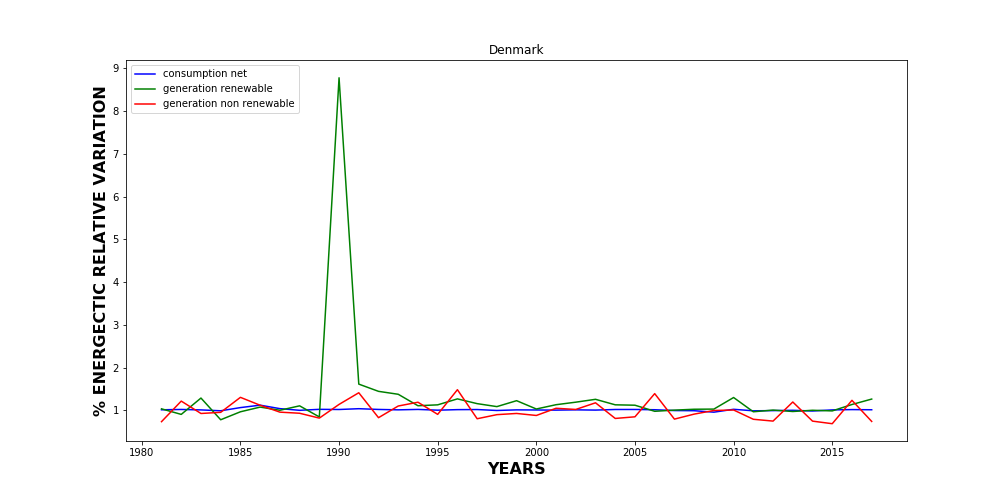 Denmark
consumption net
generation renewable
generation non renewable
% ENERGECTIC RELATIVE VARIATION
9
8
7
6
5
4
3
2
1
1980 1985 1990 1995 2000 2005 2010 2015
YEARS